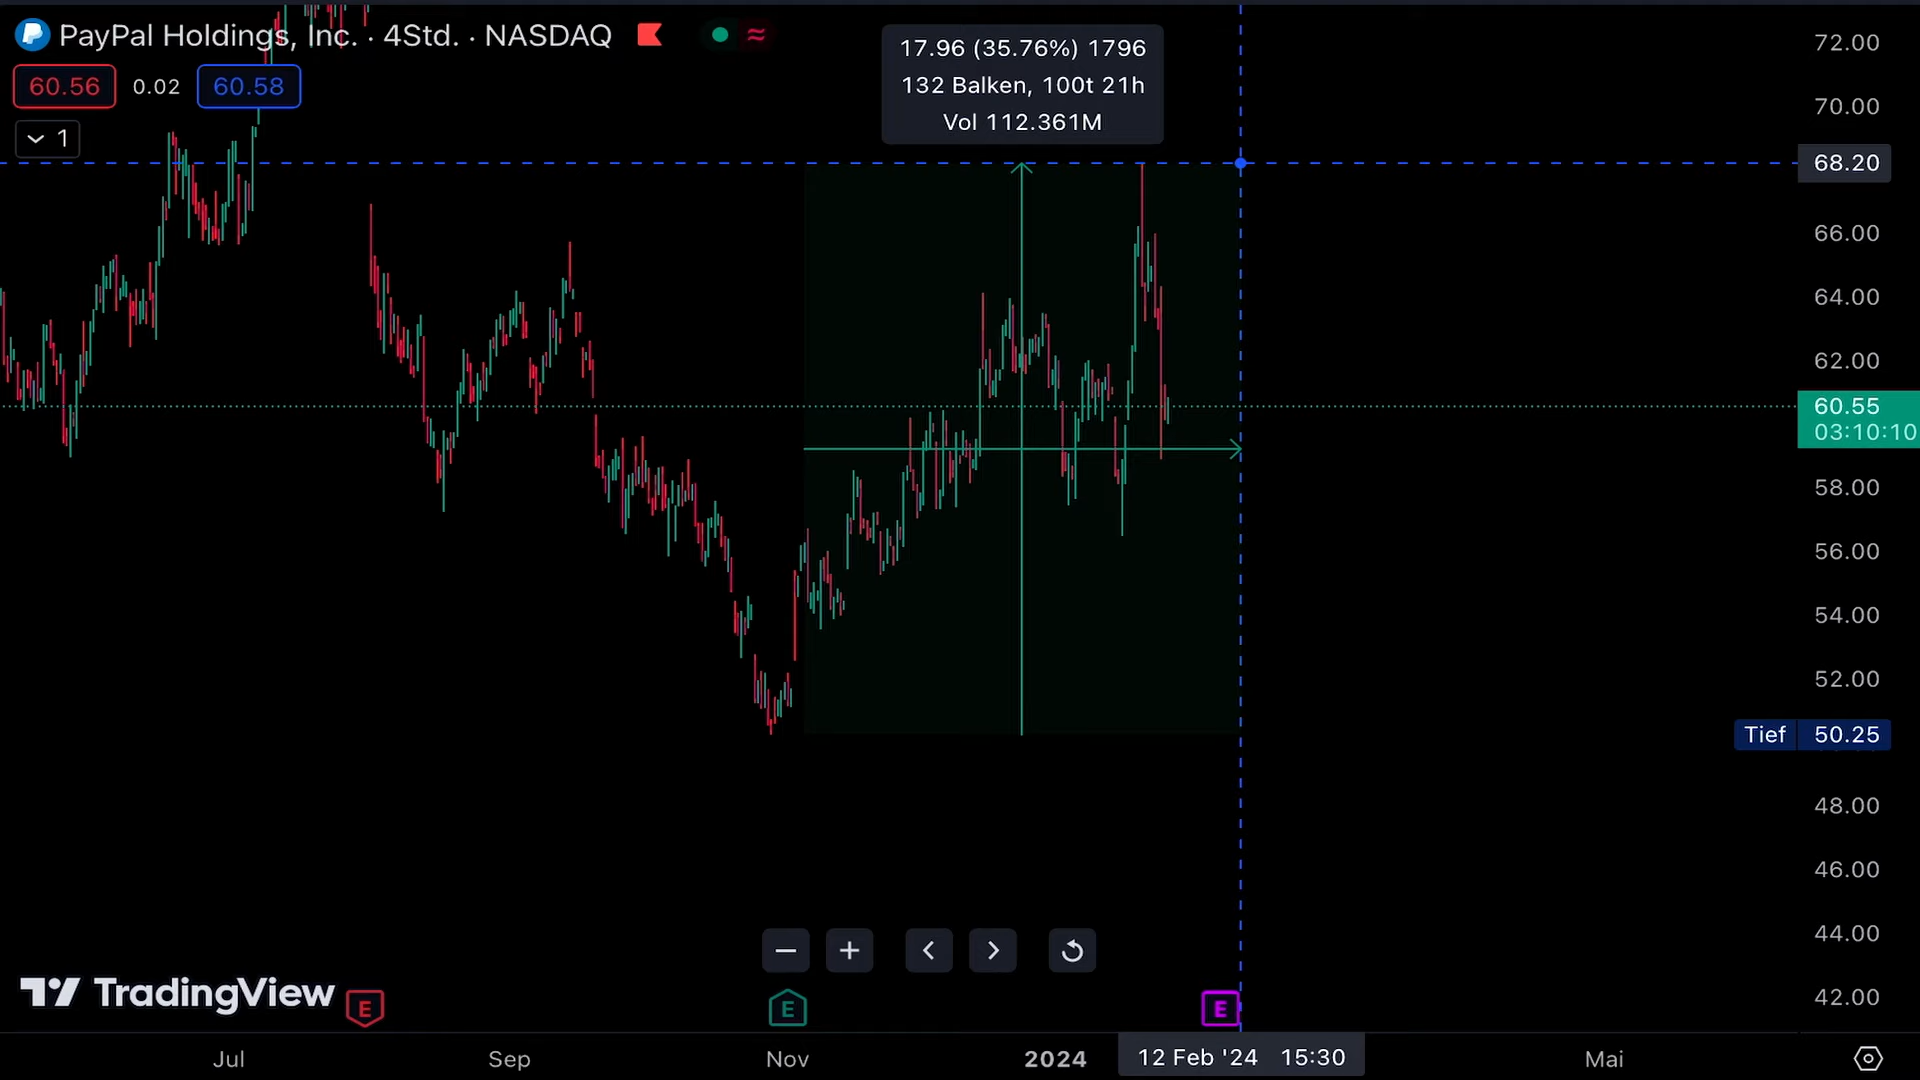 PayPal Holdings, Inc. · 4Std. · NASDAQ
60.56 0.02 60.58
1
17.96 (35.76%) 1796
132 Balken, 100t 21h
Vol 112.361M
72.00
70.00
68.20
66.00
64.00
62.00
60.55
03:10:10
58.00
56.00
54.00
52.00
Tief 50.25
48.00
46.00
44.00
42.00
TradingView
E E E
Jul Sep Nov 2024 12 Feb '24 15:30 Mai